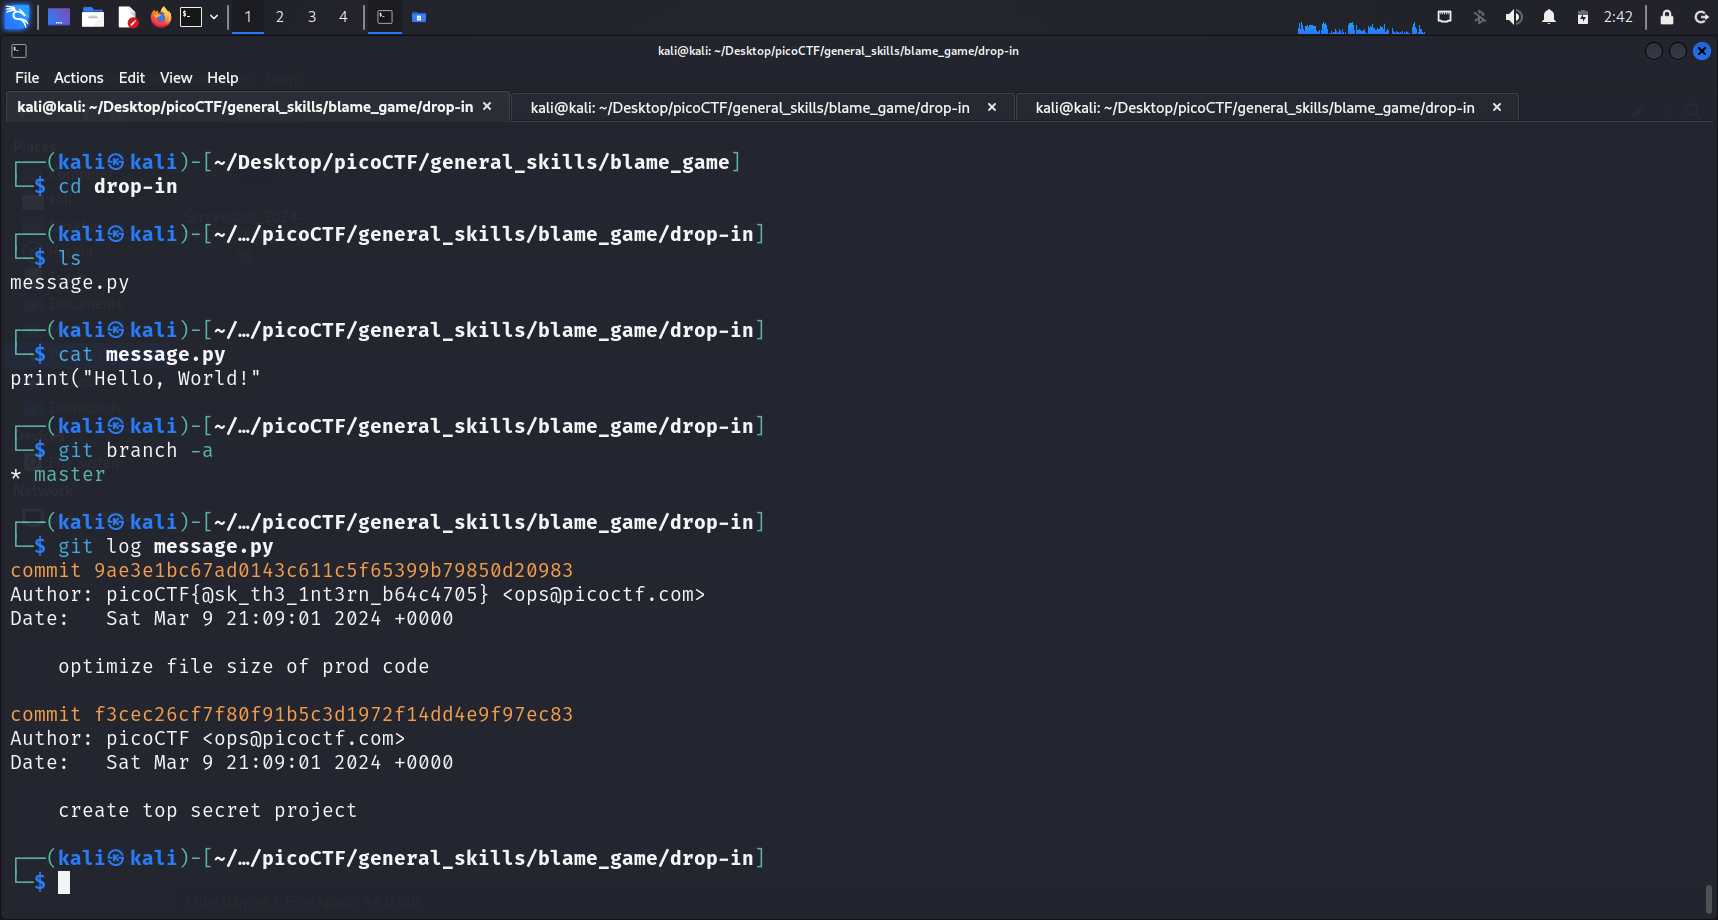 1 2 3 4 2:42
kali@kali: ~/Desktop/picoCTF/general_skills/blame_game/drop-in
File Actions Edit View Help
kali@kali: ~/Desktop/picoCTF/general_skills/blame_game/drop-in × kali@kali: ~/Desktop/picoCTF/general_skills/blame_game/drop-in × kali@kali: ~/Desktop/picoCTF/general_skills/blame_game/drop-in ×
┌──(kali㉿kali)-[~/Desktop/picoCTF/general_skills/blame_game]
└─$ cd drop-in
┌──(kali㉿kali)-[~/…/picoCTF/general_skills/blame_game/drop-in]
└─$ ls
message.py
┌──(kali㉿kali)-[~/…/picoCTF/general_skills/blame_game/drop-in]
└─$ cat message.py
print("Hello, World!"
┌──(kali㉿kali)-[~/…/picoCTF/general_skills/blame_game/drop-in]
└─$ git branch -a
* master
┌──(kali㉿kali)-[~/…/picoCTF/general_skills/blame_game/drop-in]
└─$ git log message.py
commit 9ae3e1bc67ad0143c611c5f65399b79850d20983
Author: picoCTF{@sk_th3_1nt3rn_b64c4705} <ops@picoctf.com>
Date:   Sat Mar 9 21:09:01 2024 +0000
optimize file size of prod code
commit f3cec26cf7f80f91b5c3d1972f14dd4e9f97ec83
Author: picoCTF <ops@picoctf.com>
Date:   Sat Mar 9 21:09:01 2024 +0000
create top secret project
┌──(kali㉿kali)-[~/…/picoCTF/general_skills/blame_game/drop-in]
└─$